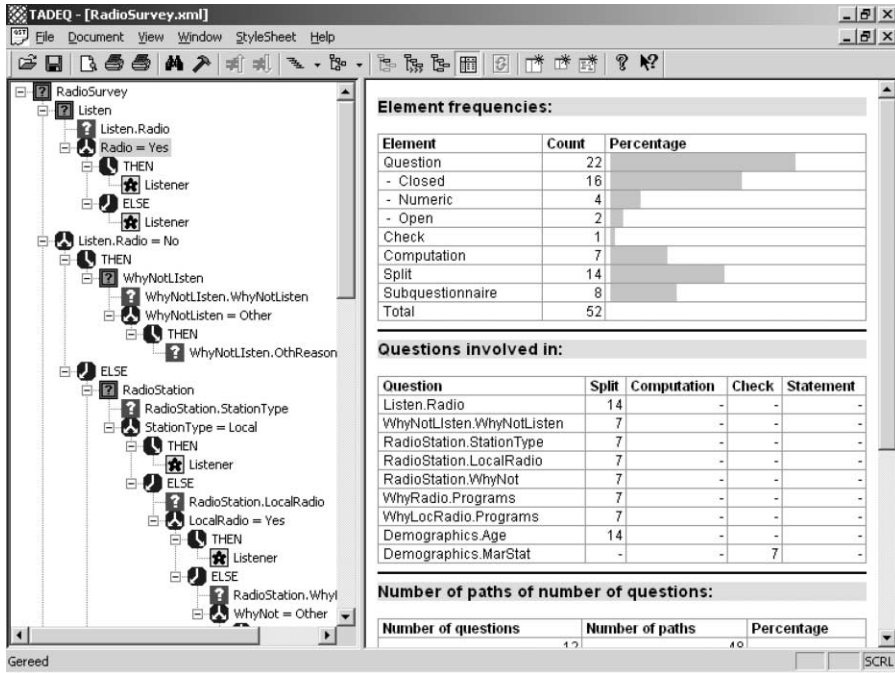 TADEQ - [RadioSurvey.xml]
File Document View Window StyleSheet Help
RadioSurvey
Listen
Listen.Radio
Radio = Yes
THEN
Listener
ELSE
Listener
Listen.Radio = No
THEN
WhyNotLIsten
WhyNotLIsten.WhyNotListen
WhyNotListen = Other
THEN
WhyNotLIsten.OthReason
ELSE
RadioStation
RadioStation.StationType
StationType = Local
THEN
Listener
ELSE
RadioStation.LocalRadio
LocalRadio = Yes
THEN
Listener
ELSE
WhyNot = Other
Element frequencies:
Element Count Percentage
Question 22
- Closed 16
- Numeric 4
- Open 2
Check 1
Computation 7
Split 14
Subquestionnaire 8
Total 52
Questions involved in:
Question Split Computation Check Statement
Listen.Radio 14 - - -
WhyNotLIsten.WhyNotListen 7 - - -
RadioStation.StationType 7 - - -
RadioStation.LocalRadio 7 - - -
RadioStation.WhyNot 7 - - -
WhyRadio.Programs 7 - - -
WhyLocRadio.Programs 7 - - -
Demographics.Age 14 - - -
Demographics.MarStat - - 7 -
Number of paths of number of questions:
Number of questions Number of paths Percentage
Gereed SCRL